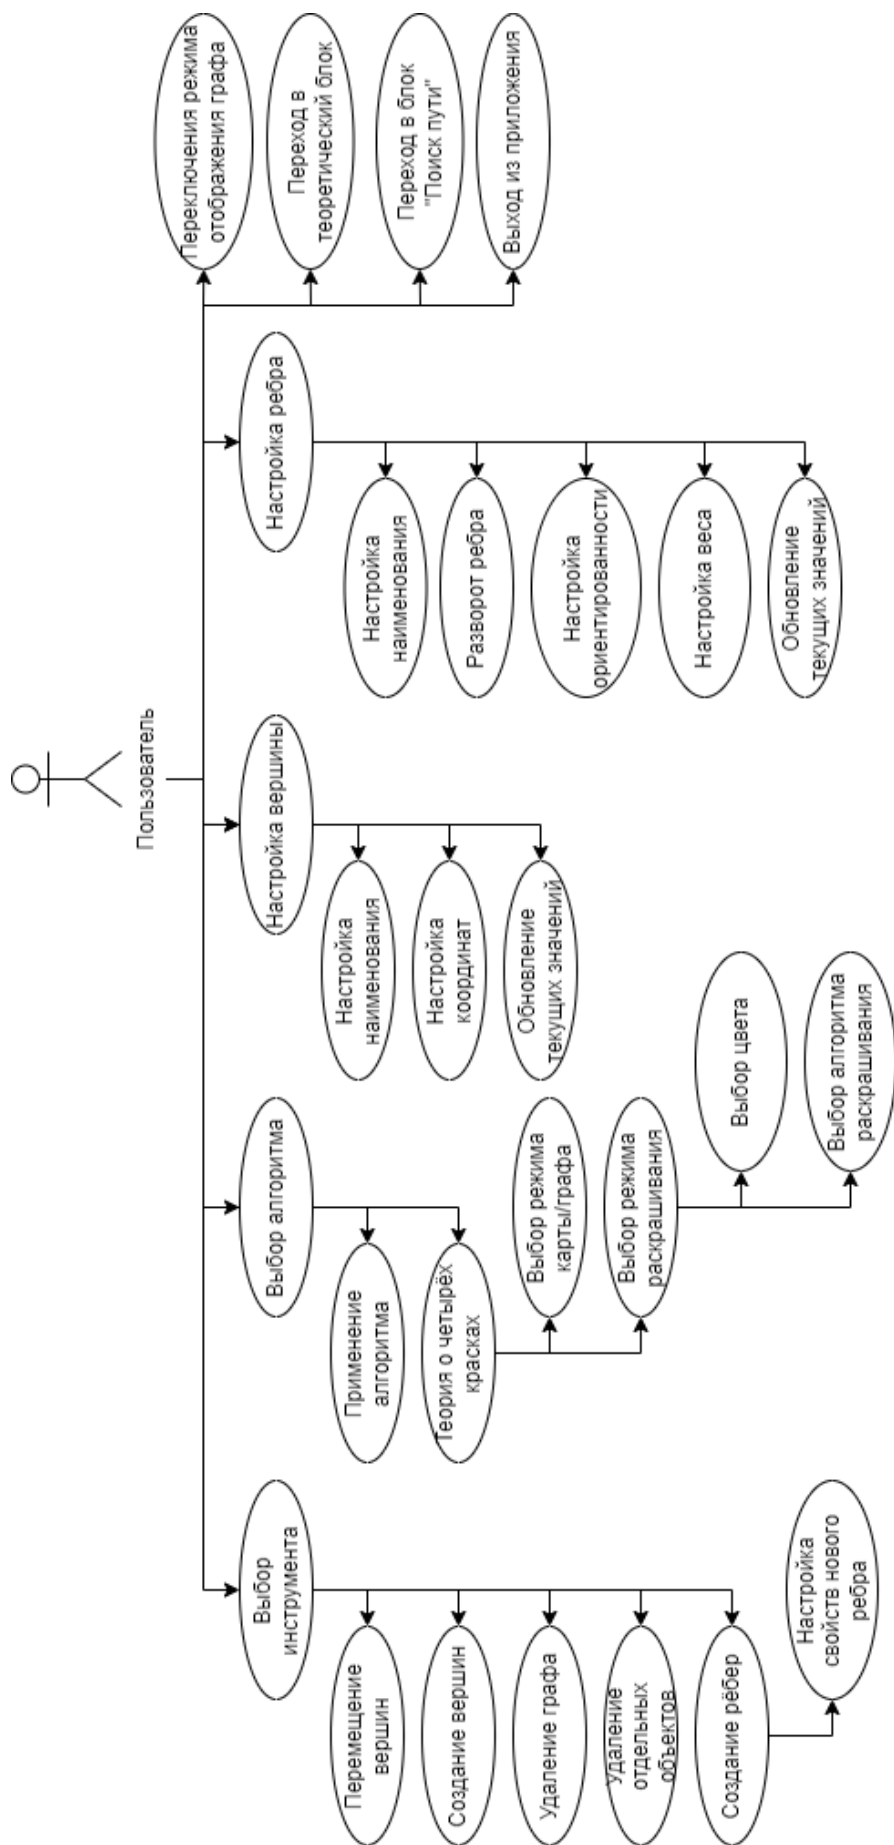 Пользователь
Выбор
инструмента
Перемещение
вершин
Создание вершин
Удаление графа
Удаление
отдельных
объектов
Создание рёбер
Настройка
свойств нового
ребра
Выбор алгоритма
Применение
алгоритма
Теория о четырёх
красках
Выбор режима
карты/графа
Выбор режима
раскрашивания
Выбор цвета
Выбор алгоритма
раскрашивания
Настройка вершины
Настройка
наименования
Настройка
координат
Обновление
текущих значений
Настройка ребра
Настройка
наименования
Разворот ребра
Настройка
ориентированности
Настройка веса
Обновление
текущих значений
Переключения режима
отображения графа
Переход в
теоретический блок
Переход в блок
"Поиск пути"
Выход из приложения